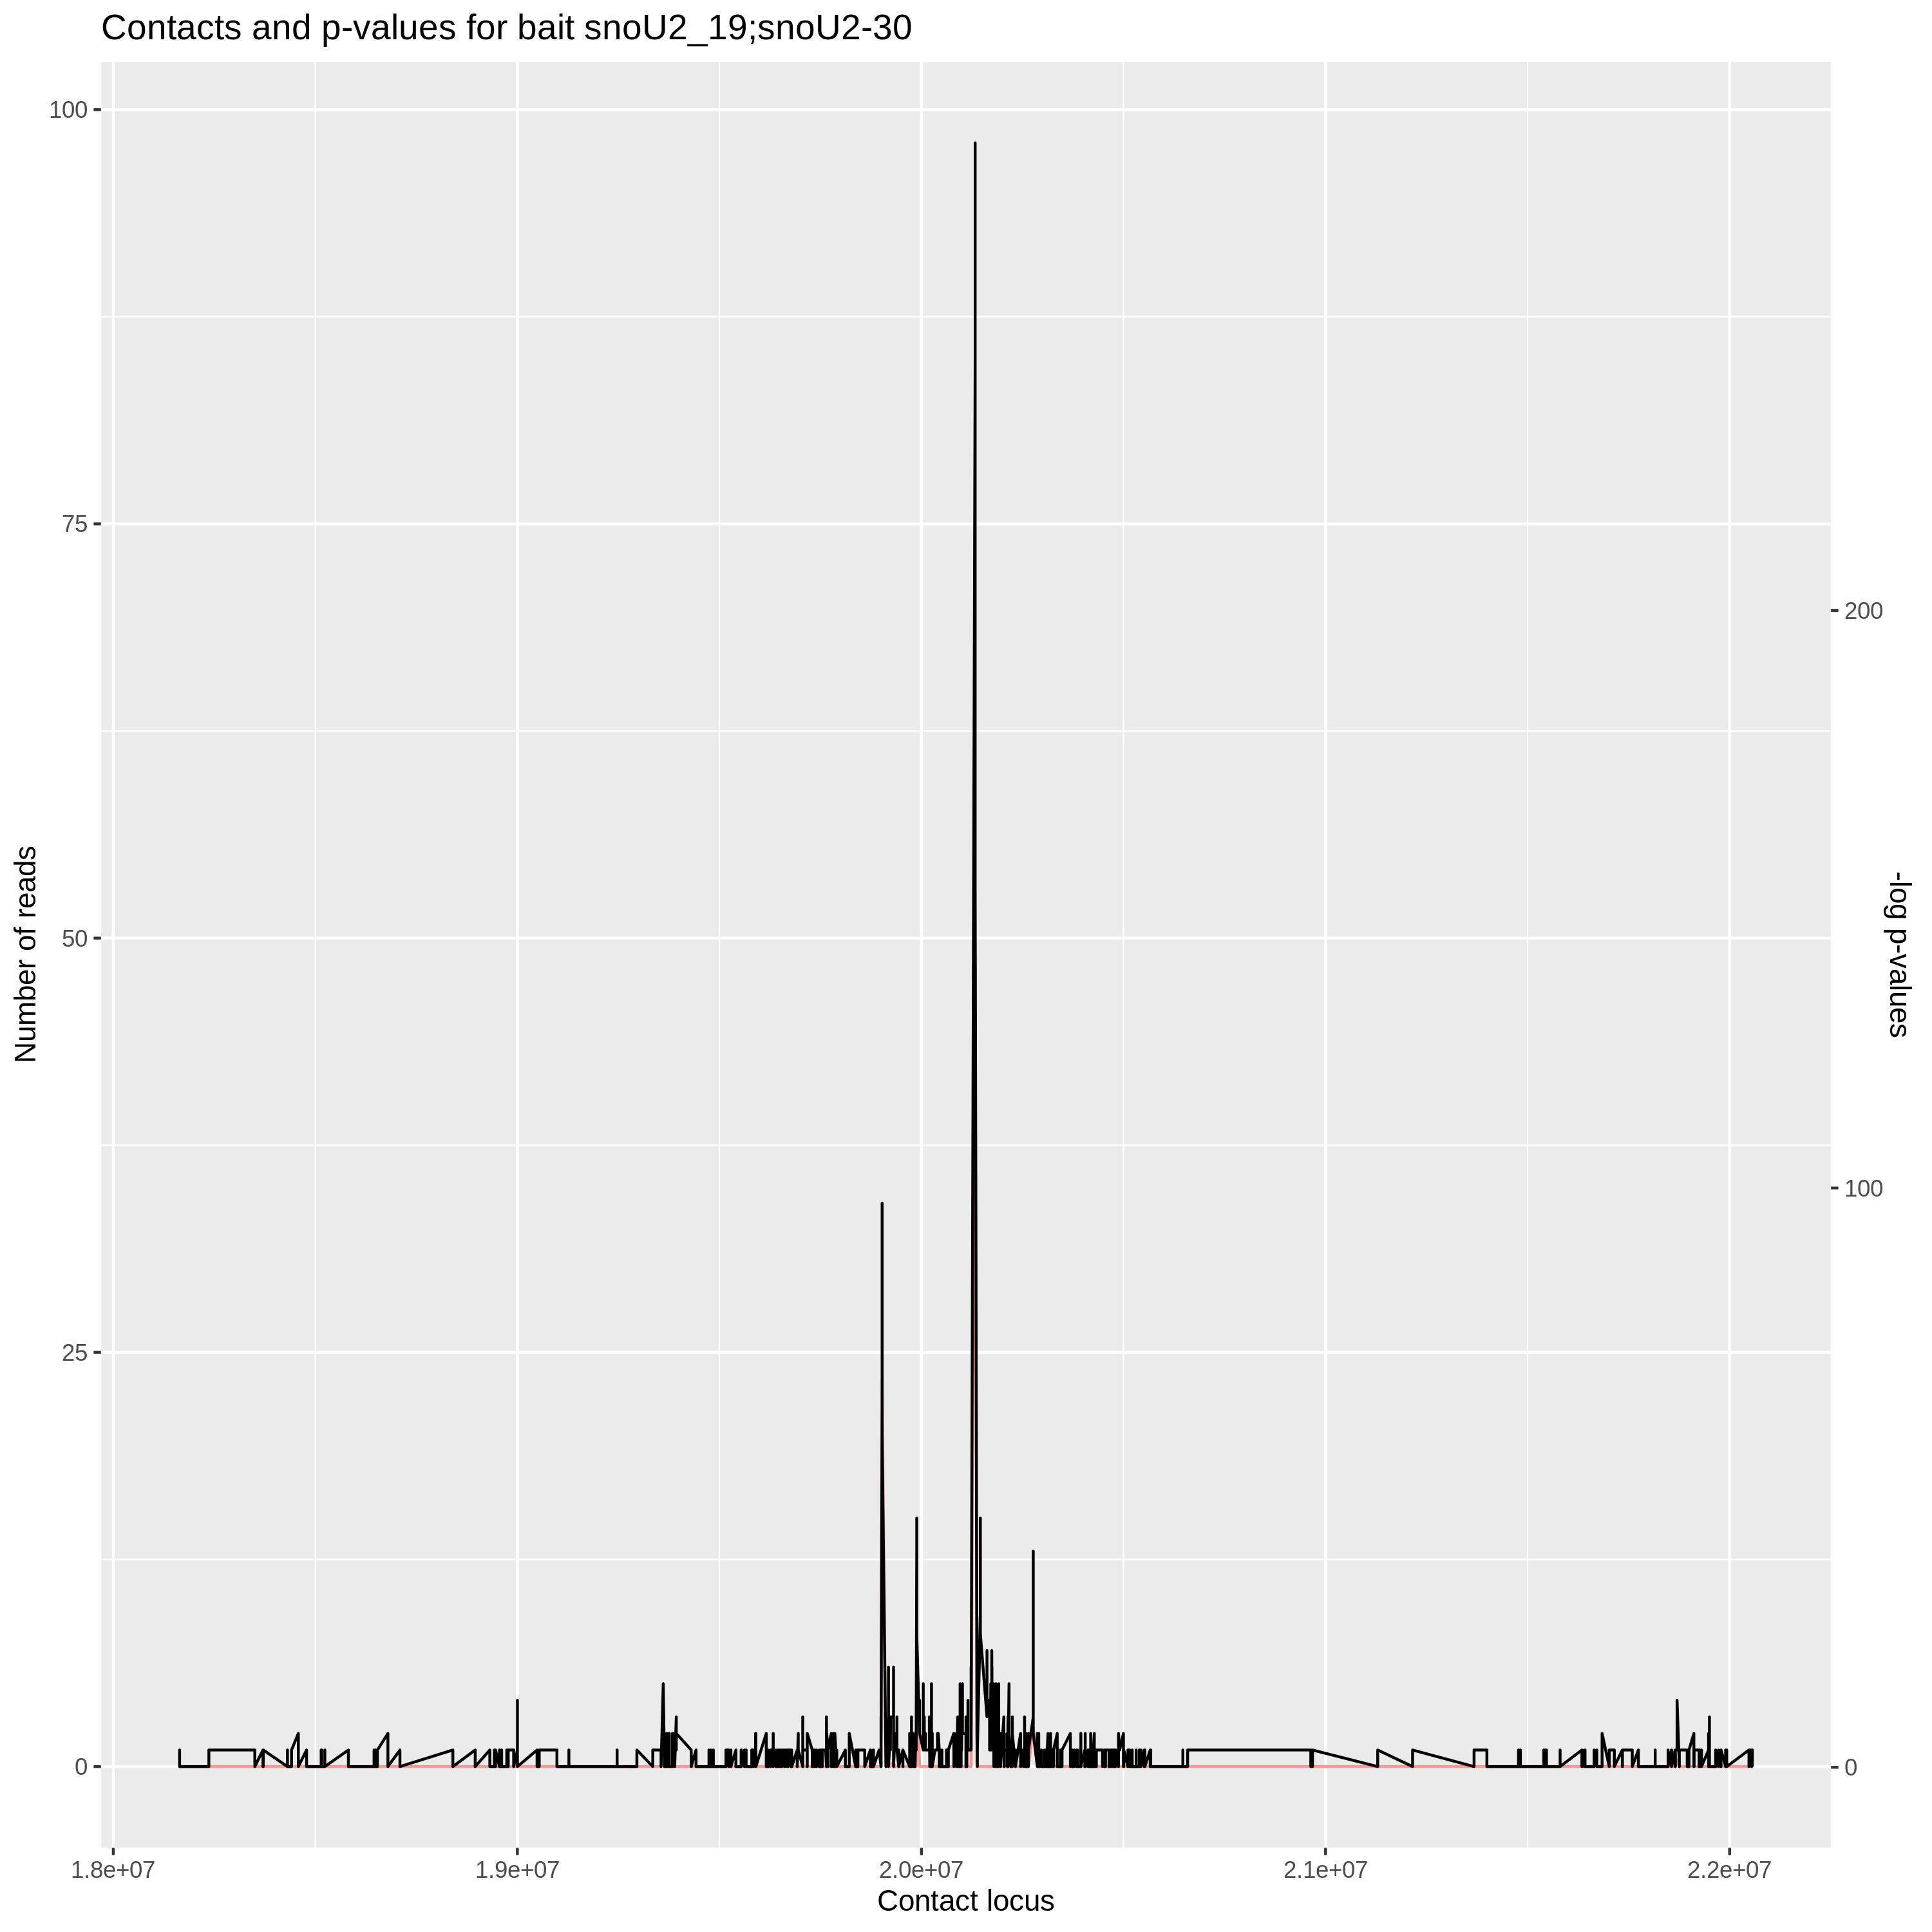 Contacts and p-values for bait snoU2_19;snoU2-30
100
75
50
25
0
Number of reads
200
100
0
-log p-values
1.8e+07
1.9e+07
2.0e+07
2.1e+07
2.2e+07
Contact locus